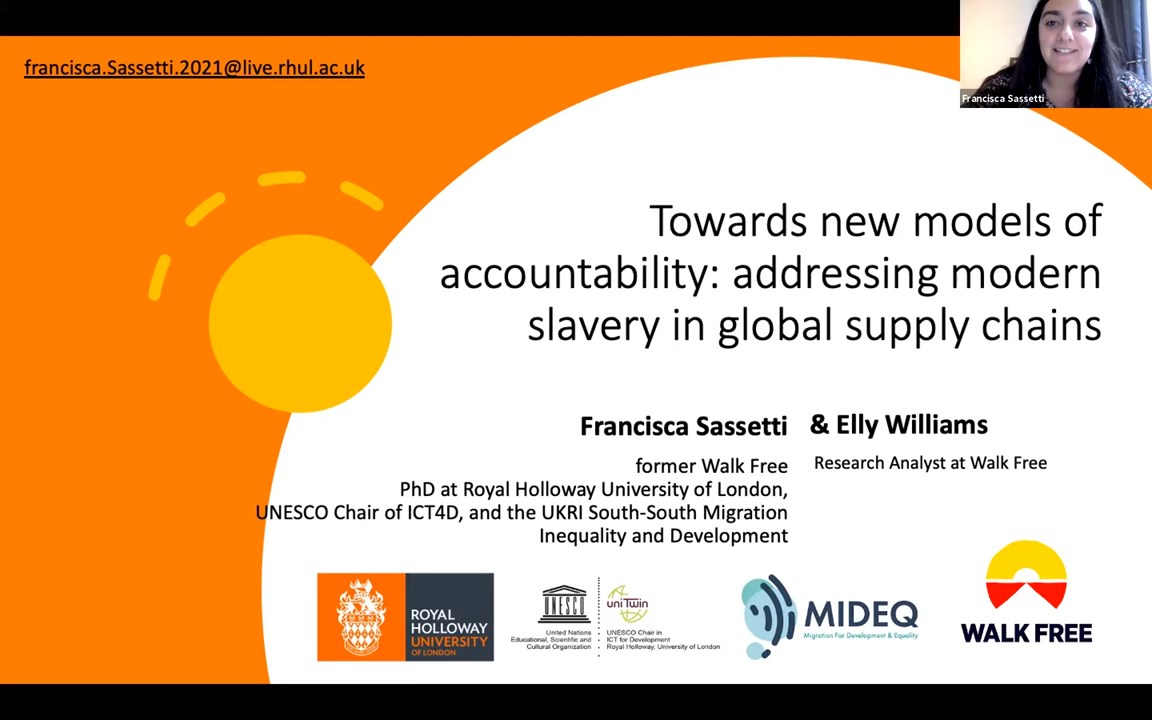 francisca.Sassetti.2021@live.rhul.ac.uk
Francisca Sassetti
Towards new models of
accountability: addressing modern
slavery in global supply chains
Francisca Sassetti
& Elly Williams
former Walk Free
PhD at Royal Holloway University of London,
UNESCO Chair of ICT4D, and the UKRI South-South Migration
Inequality and Development
Research Analyst at Walk Free
ROYAL
HOLLOWAY
UNIVERSITY
OF LONDON
UNESCO
United Nations
Educational, Scientific and
Cultural Organization
uniTwin
UNESCO Chair in
ICT for Development
Royal Holloway, University of London
MIDEQ
Migration For Development & Equality
WALK FREE